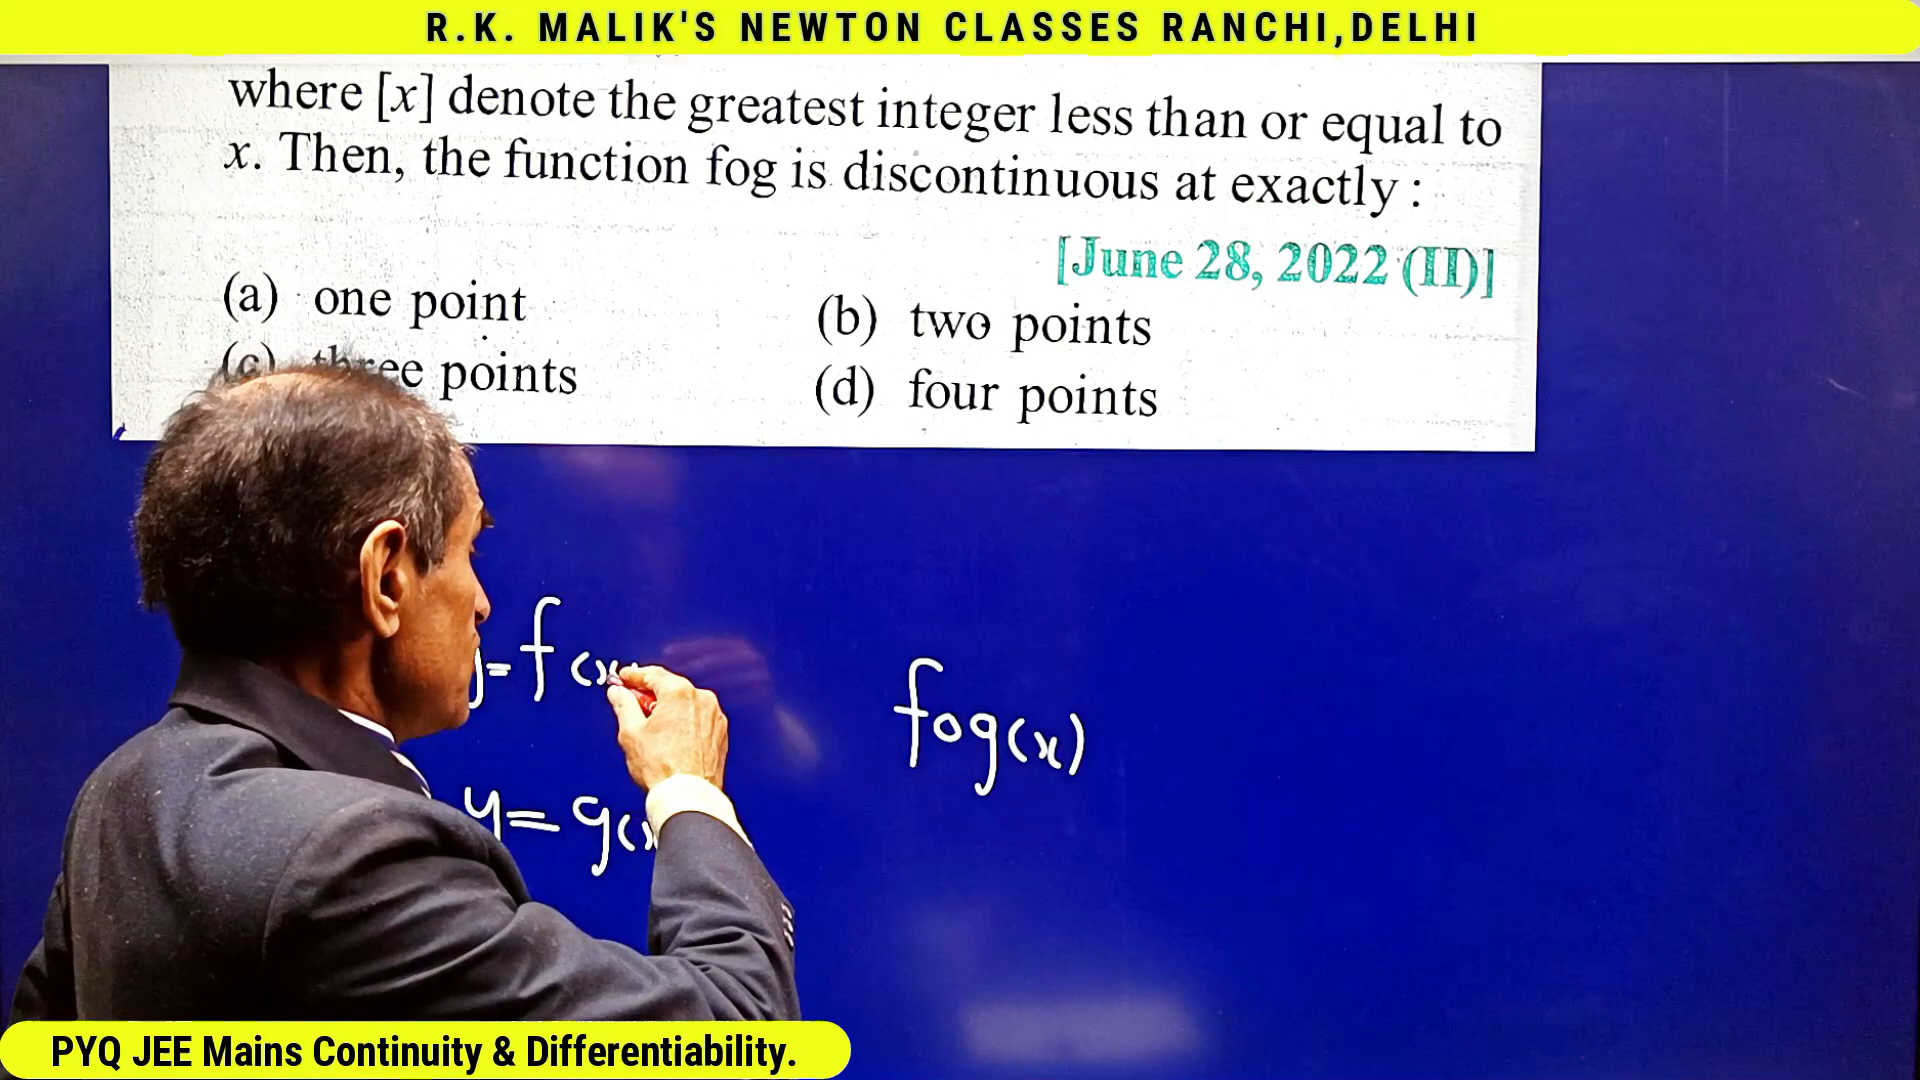 R.K. MALIK'S NEWTON CLASSES RANCHI,DELHI
where [x] denote the greatest integer less than or equal to
x. Then, the function fog is discontinuous at exactly :
[June 28, 2022 (II)]
(a) one point (b) two points
(c) three points (d) four points
= f(x)
fog(x)
y = g(x
PYQ JEE Mains Continuity & Differentiability.